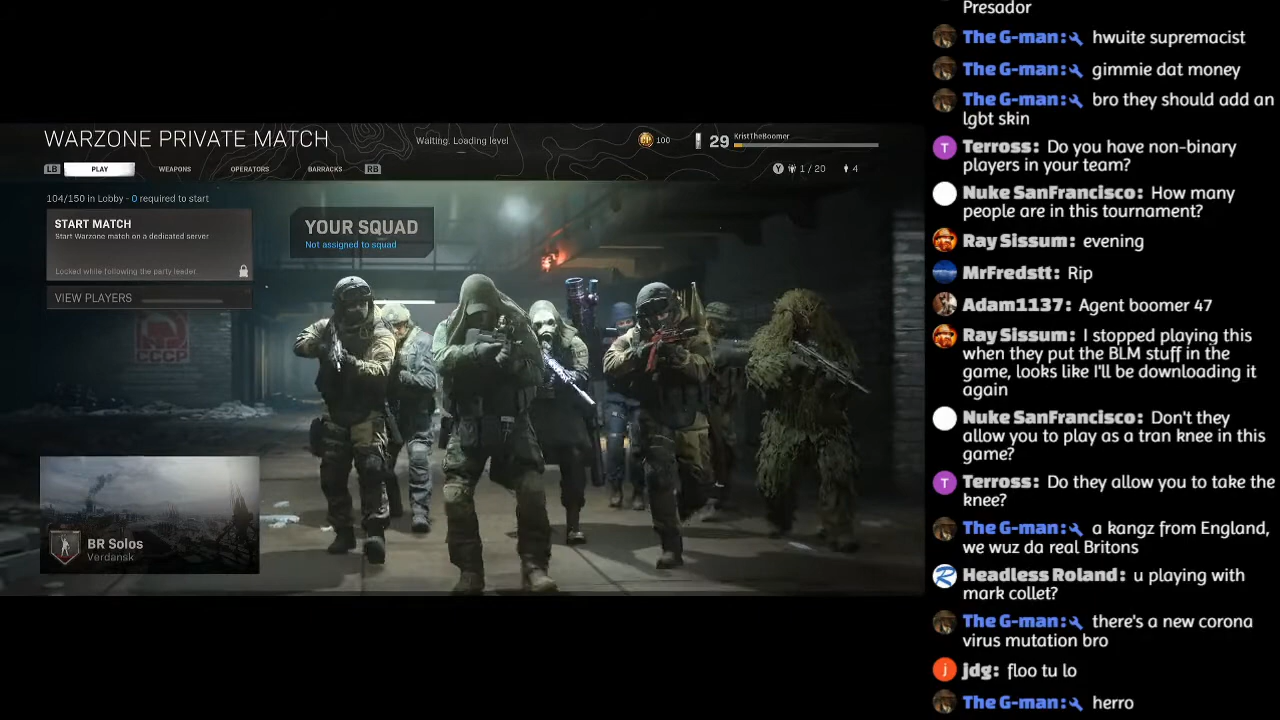 WARZONE PRIVATE MATCH
Waiting. Loading level
100
29
KristTheBoomer
LB
PLAY
WEAPONS
OPERATORS
BARRACKS
RB
Y
1 / 20
4
104/150 in Lobby - 0 required to start
START MATCH
Start Warzone match on a dedicated server
Locked while following the party leader
VIEW PLAYERS
YOUR SQUAD
Not assigned to squad
CCCP
BR Solos
Verdansk
Presador
The G-man: hwuite supremacist
The G-man: gimmie dat money
The G-man: bro they should add an
lgbt skin
T
Terross: Do you have non-binary
players in your team?
Nuke SanFrancisco: How many
people are in this tournament?
Ray Sissum: evening
MrFredstt: Rip
Adam1137: Agent boomer 47
Ray Sissum: I stopped playing this
when they put the BLM stuff in the
game, looks like I'll be downloading it
again
Nuke SanFrancisco: Don't they
allow you to play as a tran knee in this
game?
T
Terross: Do they allow you to take the
knee?
The G-man: a kangz from England,
we wuz da real Britons
R
Headless Roland: u playing with
mark collet?
The G-man: there's a new corona
virus mutation bro
j
jdg: floo tu lo
The G-man: herro